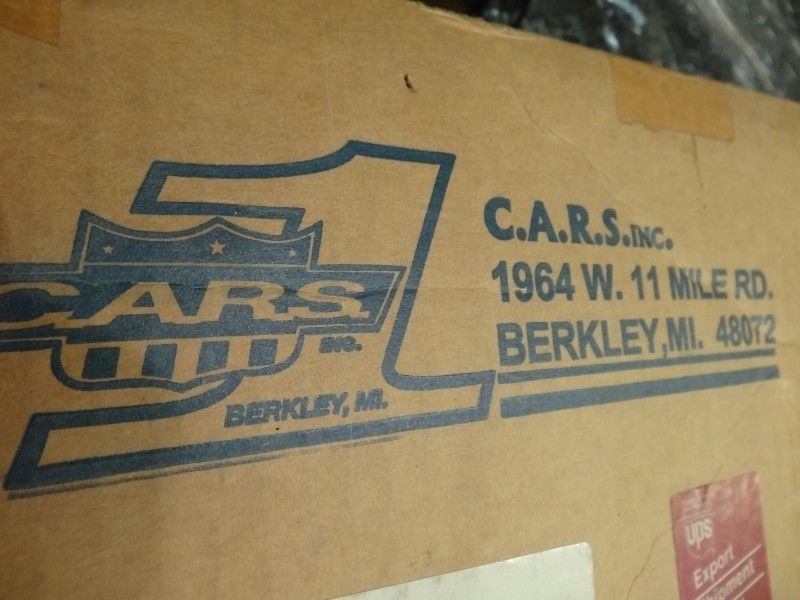 C.A.R.S.
INC.
BERKLEY, MI.
C.A.R.S.INC.
1964 W. 11 MILE RD.
BERKLEY, MI. 48072
ups
Export